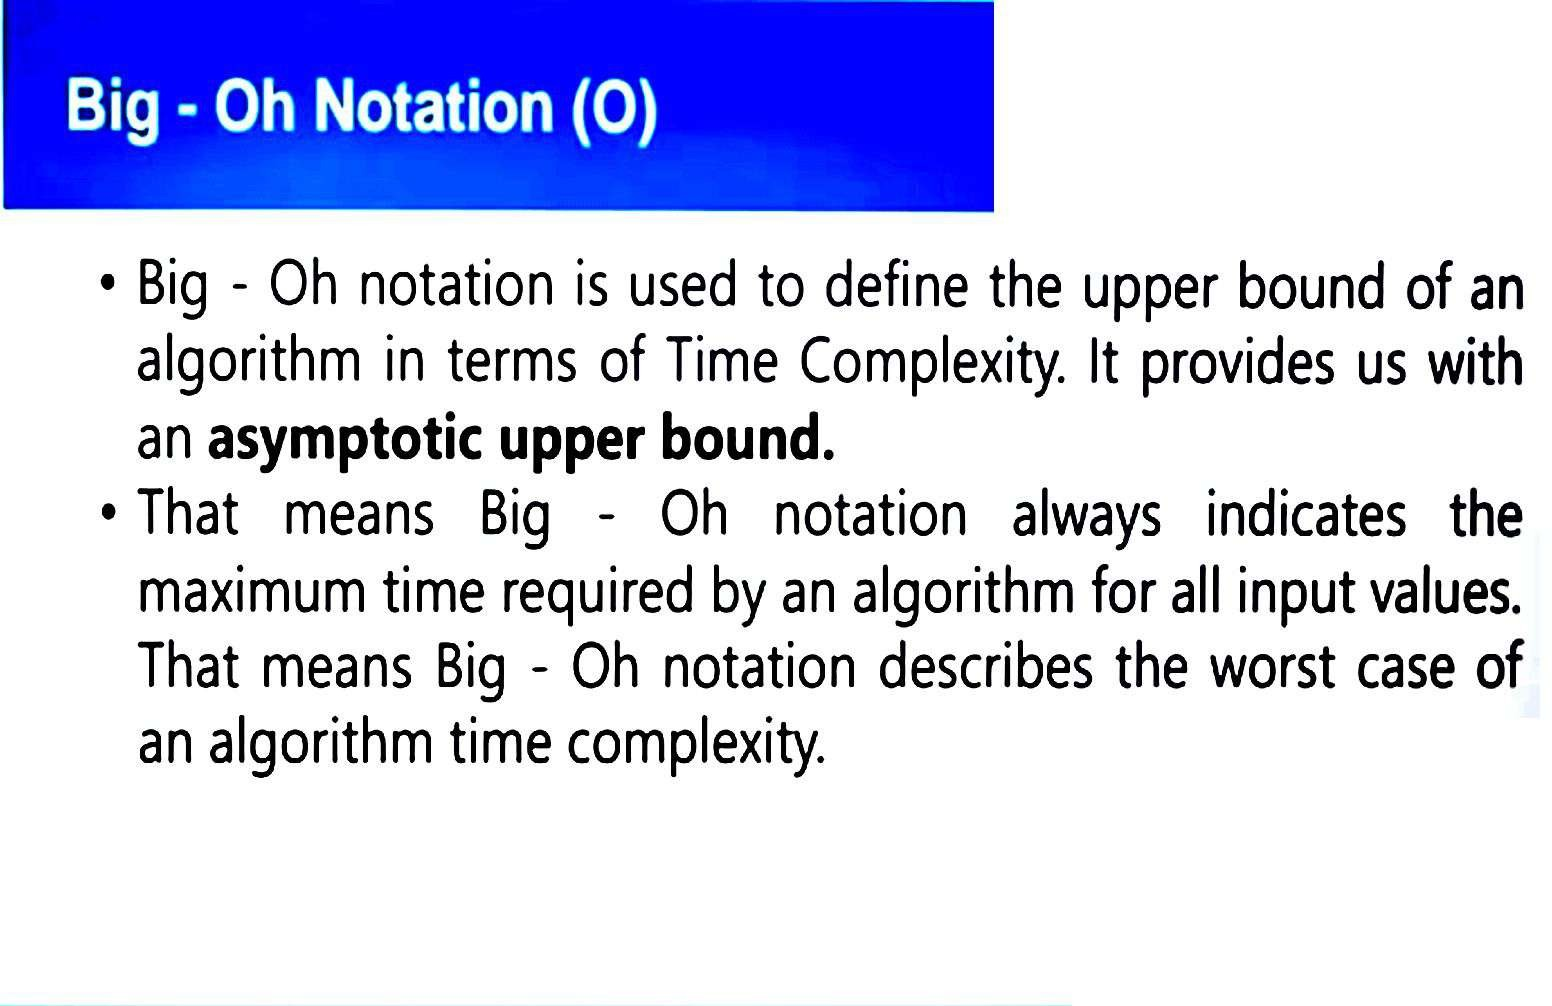 Big - Oh Notation (O)
• Big - Oh notation is used to define the upper bound of an
algorithm in terms of Time Complexity. It provides us with
an asymptotic upper bound.
• That means Big - Oh notation always indicates the
maximum time required by an algorithm for all input values.
That means Big - Oh notation describes the worst case of
an algorithm time complexity.